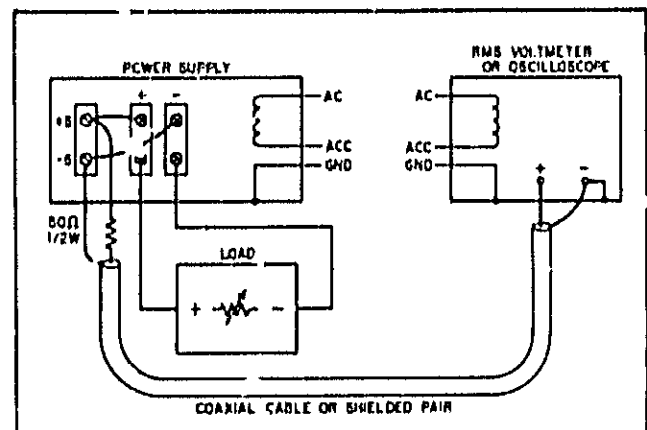 RMS VOLTMETER
OR OSCILLOSCOPE
POWER SUPPLY
+ -
+S
-S
AC
ACC
GND
AC
ACC
GND
+ -
1/2W
LOAD
+ -
COAXIAL CABLE OR SHIELDED PAIR